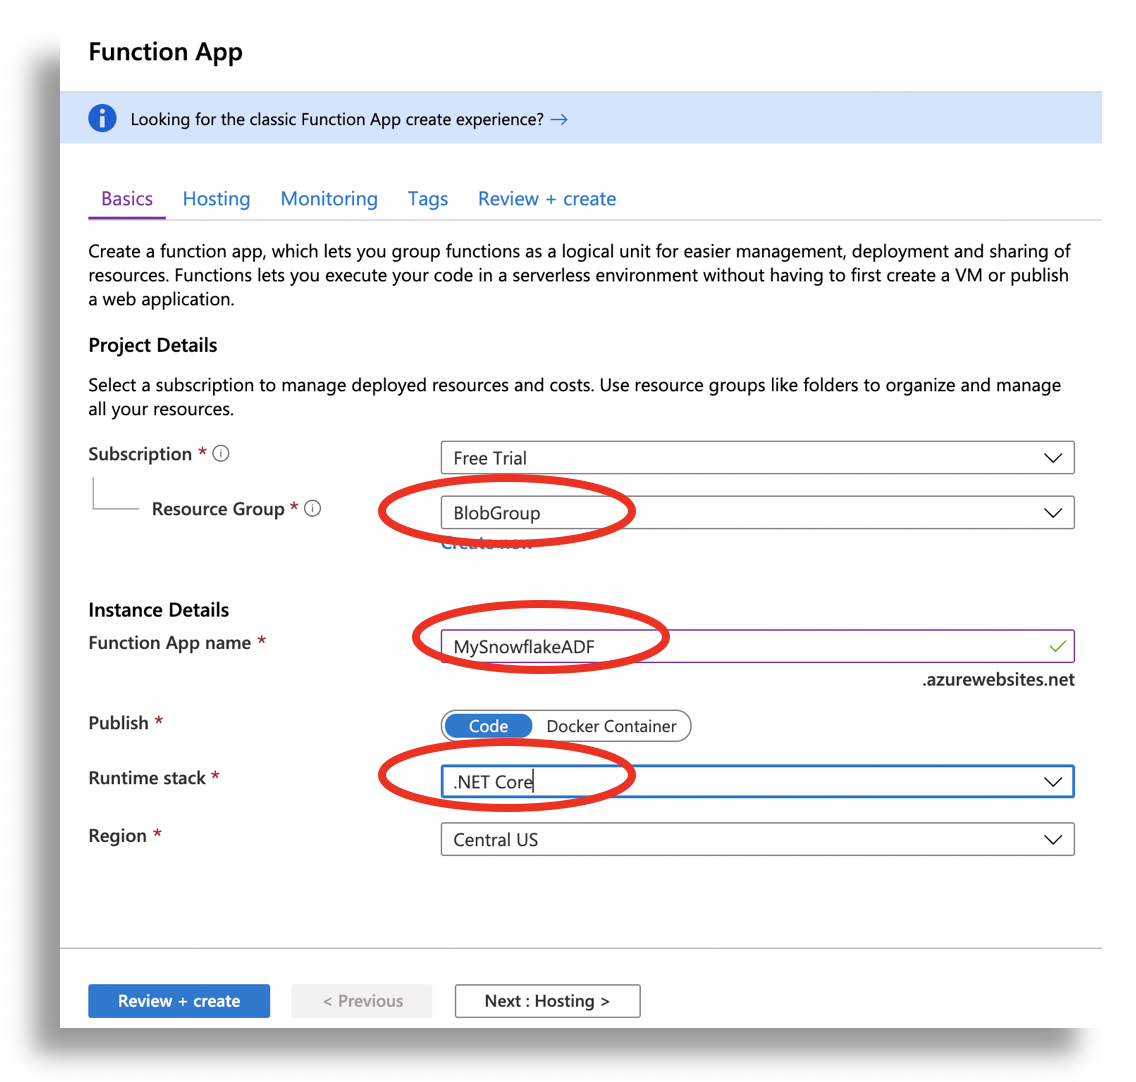 Function App
Looking for the classic Function App create experience? →
Basics Hosting Monitoring Tags Review + create
Create a function app, which lets you group functions as a logical unit for easier management, deployment and sharing of
resources. Functions lets you execute your code in a serverless environment without having to first create a VM or publish
a web application.
Project Details
Select a subscription to manage deployed resources and costs. Use resource groups like folders to organize and manage
all your resources.
Subscription * Free Trial
Resource Group * BlobGroup
Create new
Instance Details
Function App name * MySnowflakeADF
.azurewebsites.net
Publish * Code Docker Container
Runtime stack * .NET Core
Region * Central US
Review + create < Previous Next : Hosting >